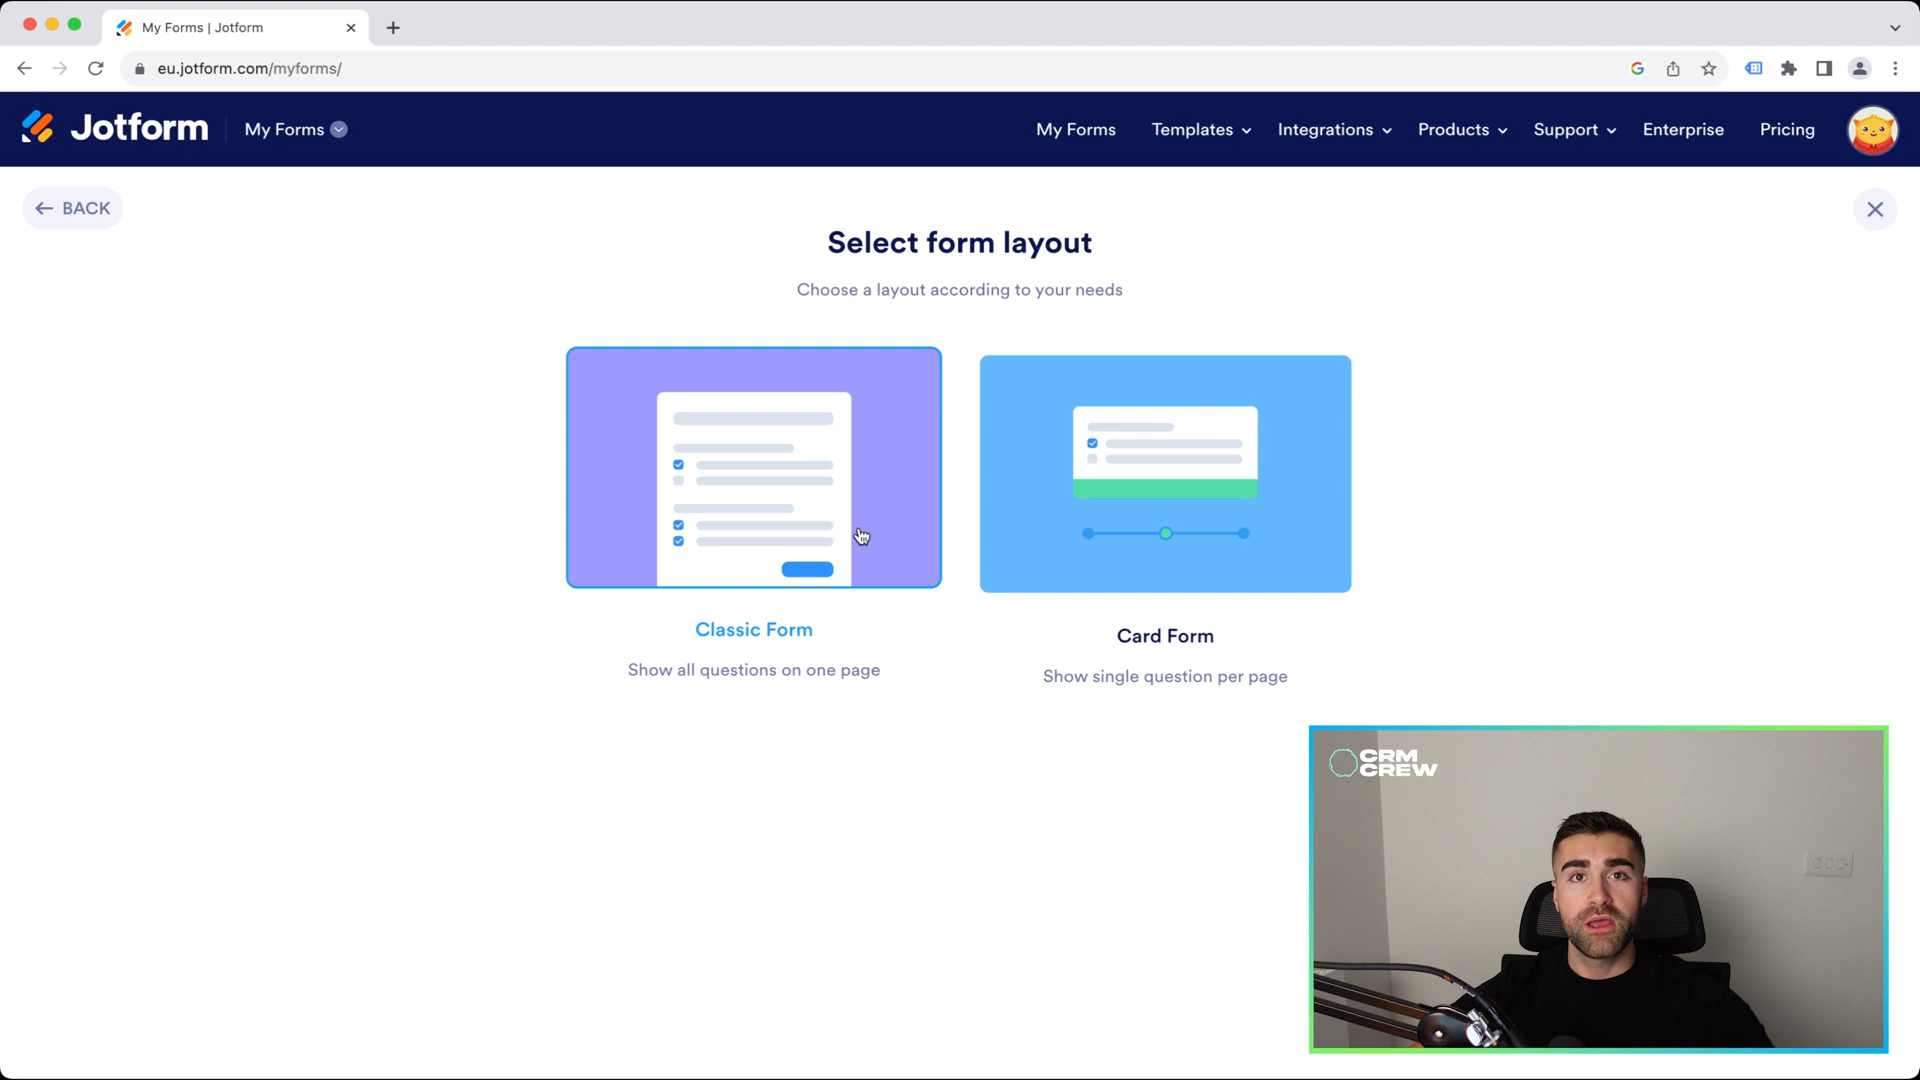 My Forms | Jotform
eu.jotform.com/myforms/
Jotform
My Forms
My Forms
Templates
Integrations
Products
Support
Enterprise
Pricing
BACK
Select form layout
Choose a layout according to your needs
Classic Form
Show all questions on one page
Card Form
Show single question per page
CRM
CREW